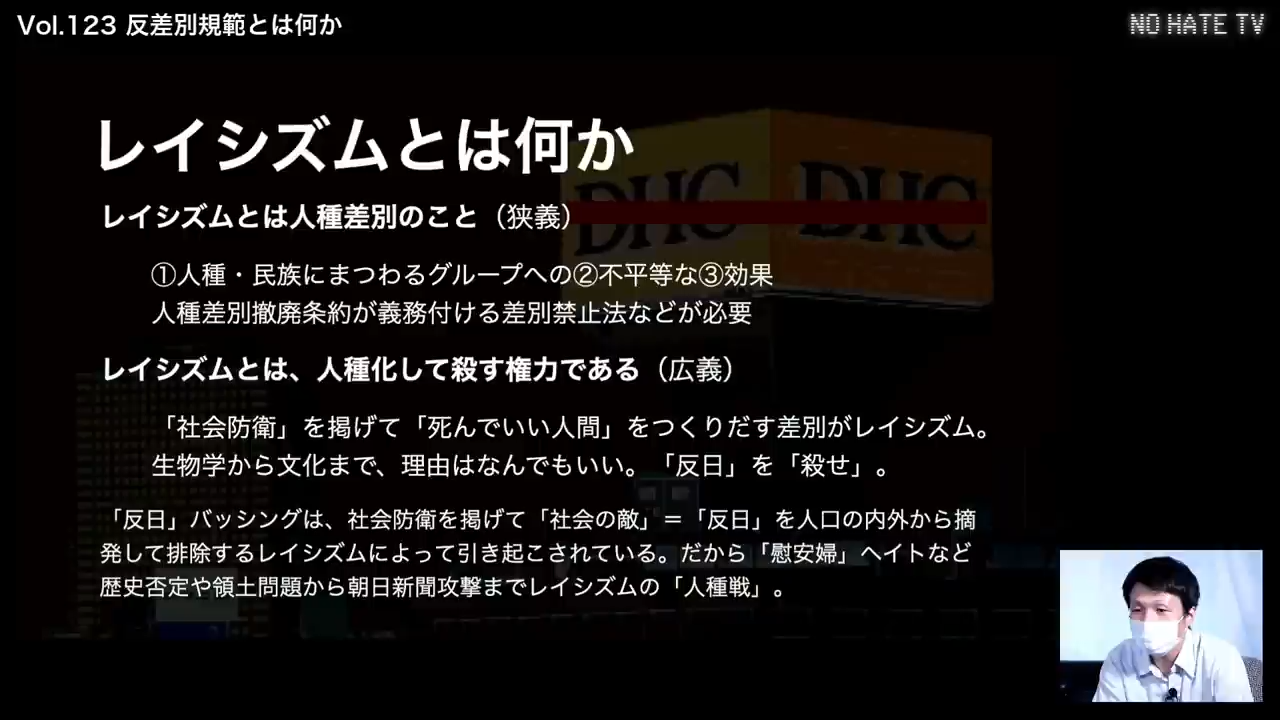 Vol.123 反差別規範とは何か
NO HATE TV
レイシズムとは何か
DHC DHC
レイシズムとは人種差別のこと（狭義）
①人種・民族にまつわるグループへの②不平等な③効果
人種差別撤廃条約が義務付ける差別禁止法などが必要
レイシズムとは、人種化して殺す権力である（広義）
「社会防衛」を掲げて「死んでいい人間」をつくりだす差別がレイシズム。
生物学から文化まで、理由はなんでもいい。「反日」を「殺せ」。
「反日」バッシングは、社会防衛を掲げて「社会の敵」＝「反日」を人口の内外から摘
発して排除するレイシズムによって引き起こされている。だから「慰安婦」ヘイトなど
歴史否定や領土問題から朝日新聞攻撃までレイシズムの「人種戦」。